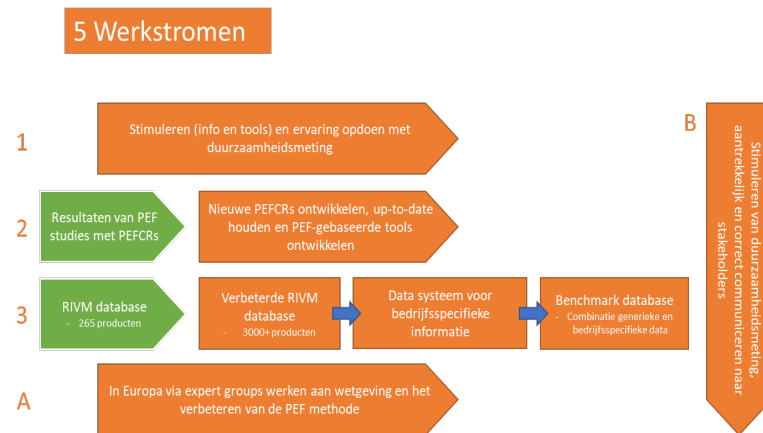 5 Werkstromen
1
Stimuleren (info en tools) en ervaring opdoen met
duurzaamheidsmeting
2
Resultaten van PEF
studies met PEFCRs
Nieuwe PEFCRs ontwikkelen, up-to-date
houden en PEF-gebaseerde tools
ontwikkelen
3
RIVM database
- 265 producten
Verbeterde RIVM
database
- 3000+ producten
Data systeem voor
bedrijfsspecifieke
informatie
Benchmark database
- Combinatie generieke en
bedrijfsspecifieke data
A
In Europa via expert groups werken aan wetgeving en het
verbeteren van de PEF methode
B
Stimuleren van duurzaamheidsmeting,
aantrekkelijk en correct communiceren naar
stakeholders